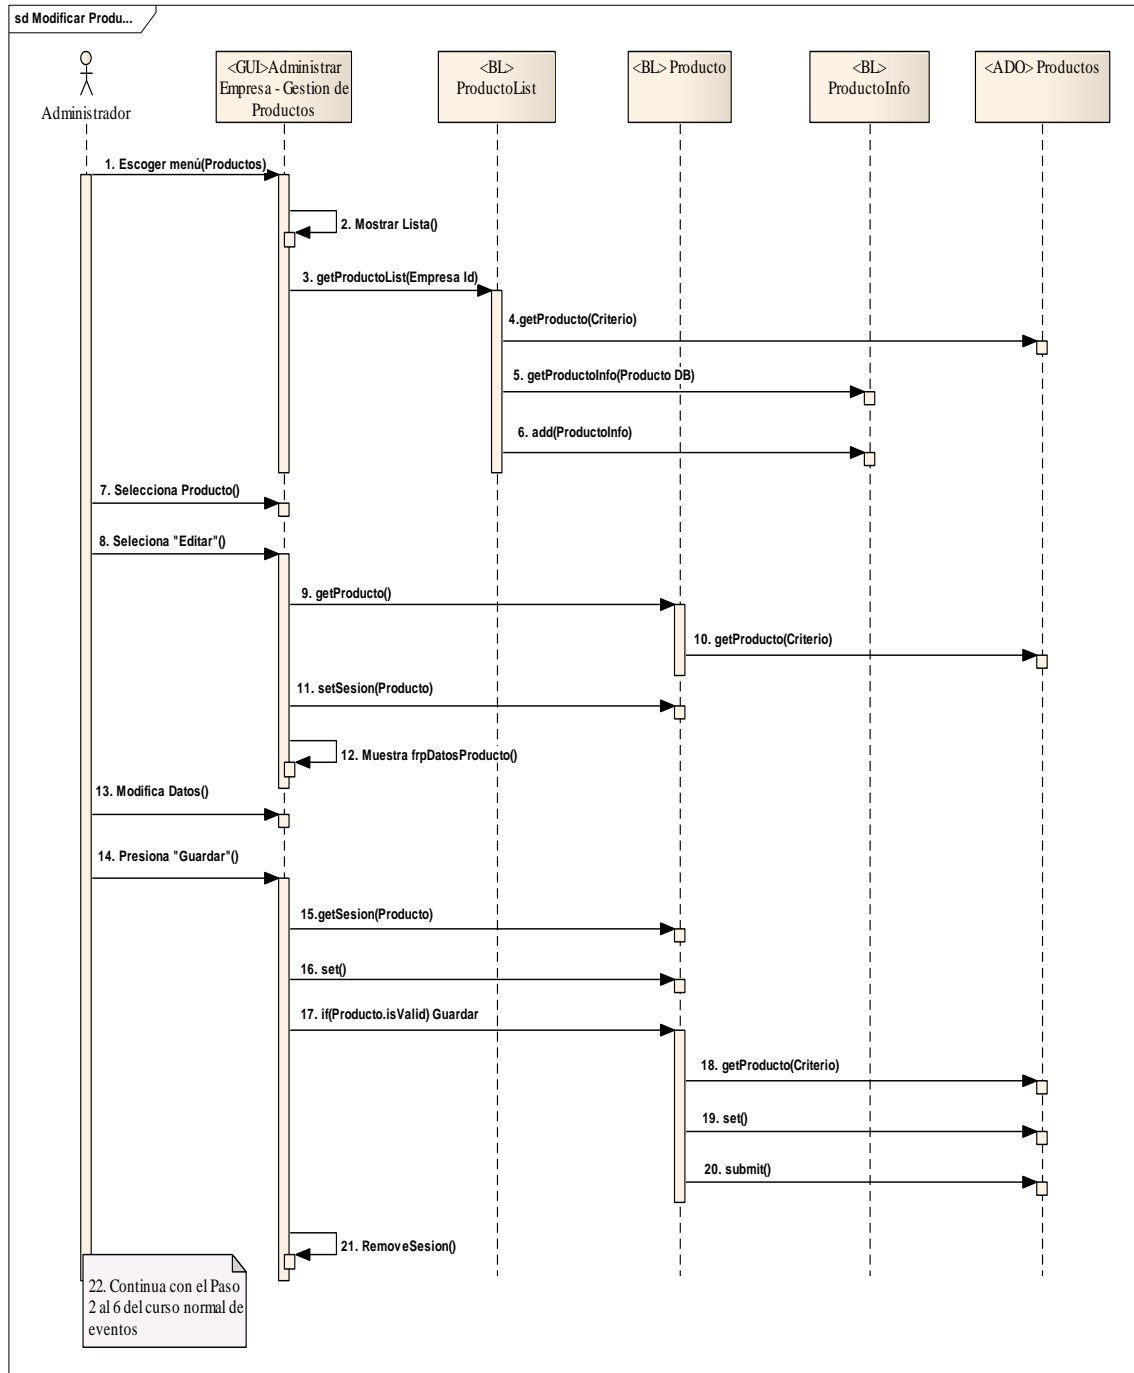 sd Modificar Produ...
Administrador
<GUI>Administrar
Empresa - Gestion de
Productos
<BL>
ProductoList
<BL> Producto
<BL>
ProductoInfo
<ADO> Productos
1. Escoger menú(Productos)
2. Mostrar Lista()
3. getProductoList(Empresa Id)
4.getProducto(Criterio)
5. getProductoInfo(Producto DB)
6. add(ProductoInfo)
7. Selecciona Producto()
8. Seleciona "Editar"()
9. getProducto()
10. getProducto(Criterio)
11. setSesion(Producto)
12. Muestra frpDatosProducto()
13. Modifica Datos()
14. Presiona "Guardar"()
15.getSesion(Producto)
16. set()
17. if(Producto.isValid) Guardar
18. getProducto(Criterio)
19. set()
20. submit()
21. RemoveSesion()
22. Continua con el Paso
2 al 6 del curso normal de
eventos